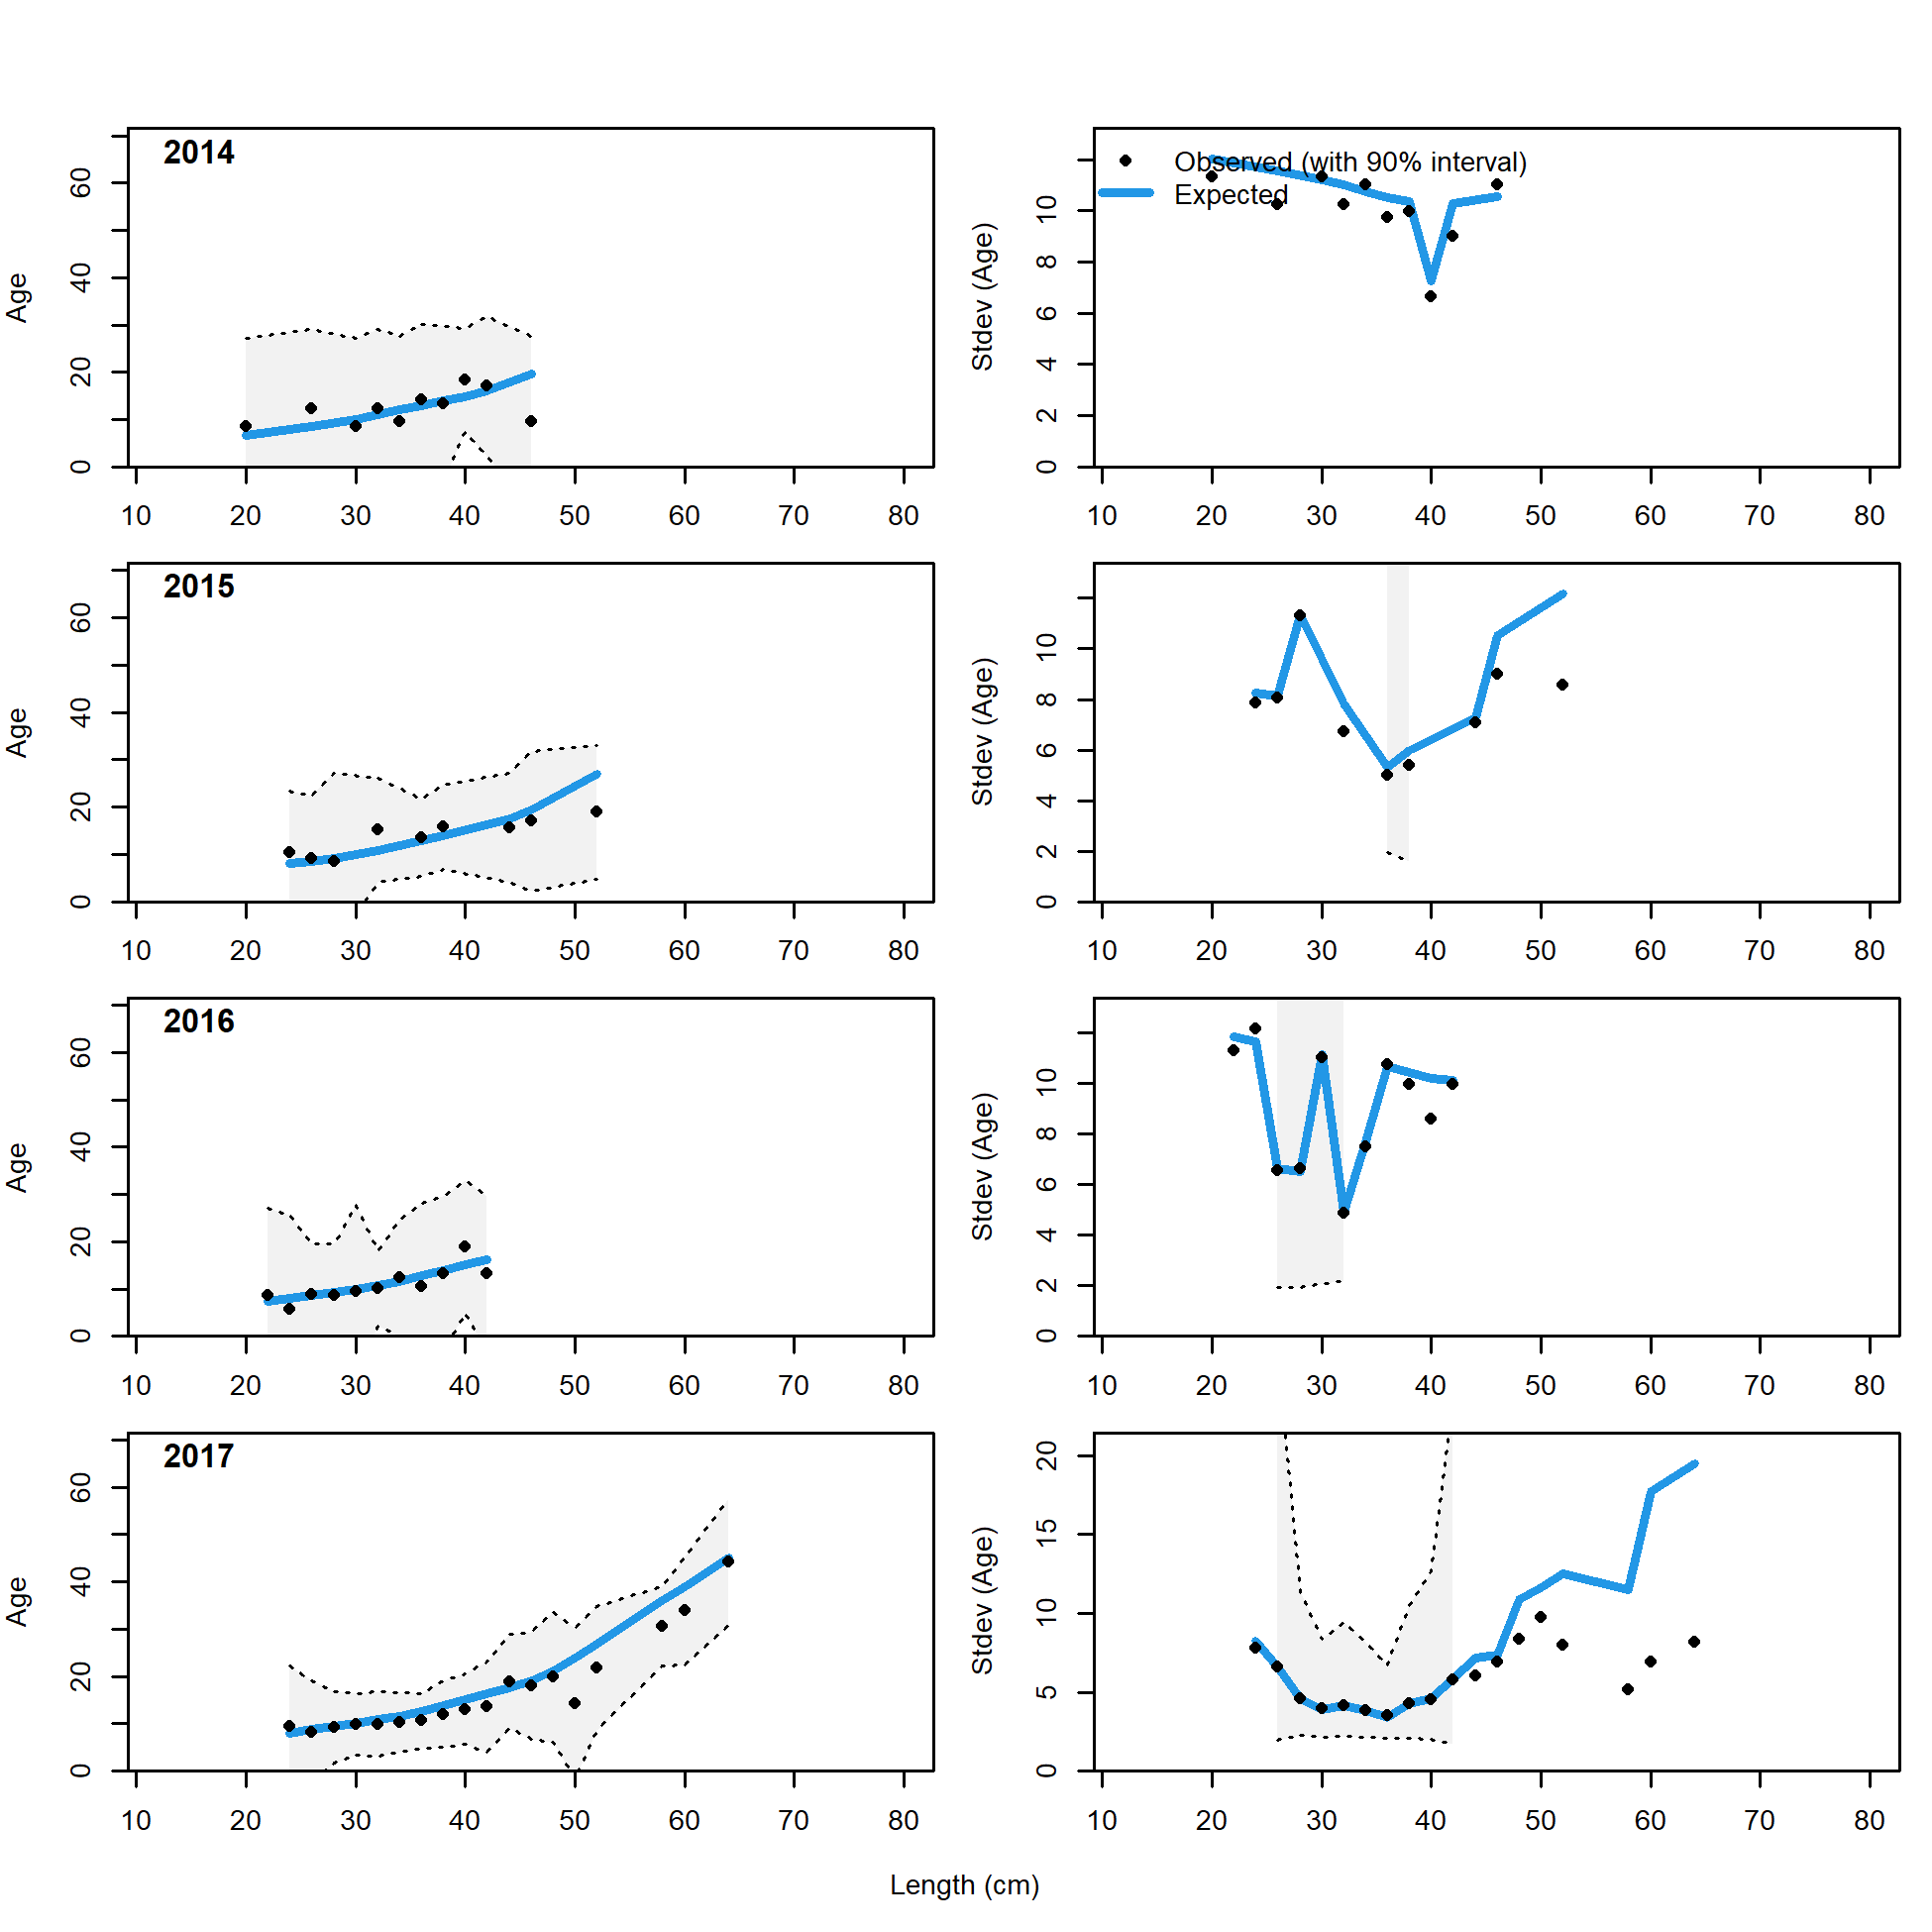 2014
Age
0 20 40 60
10 20 30 40 50 60 70 80
Observed (with 90% interval)
Expected
Stdev (Age)
0 2 4 6 8 10
10 20 30 40 50 60 70 80
2015
Age
0 20 40 60
10 20 30 40 50 60 70 80
Stdev (Age)
0 2 4 6 8 10
10 20 30 40 50 60 70 80
2016
Age
0 20 40 60
10 20 30 40 50 60 70 80
Stdev (Age)
0 2 4 6 8 10
10 20 30 40 50 60 70 80
2017
Age
0 20 40 60
10 20 30 40 50 60 70 80
Stdev (Age)
0 5 10 15 20
10 20 30 40 50 60 70 80
Length (cm)